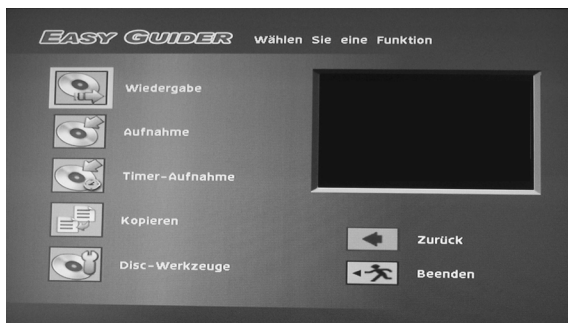 EASY GUIDER Wählen Sie eine Funktion
Wiedergabe
Aufnahme
Timer-Aufnahme
Kopieren
Disc-Werkzeuge
Zurück
Beenden